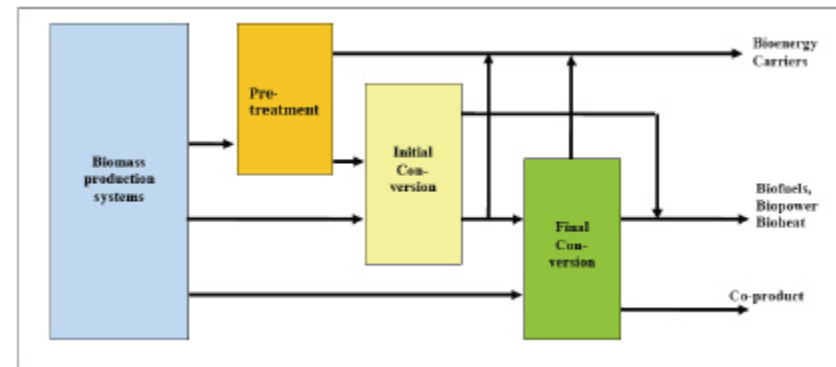 Bioenergy
Carriers
Pre-
treatment
Biomass
production
systems
Initial
Con-
version
Final
Con-
version
Biofuels,
Biopower
Bioheat
Co-product